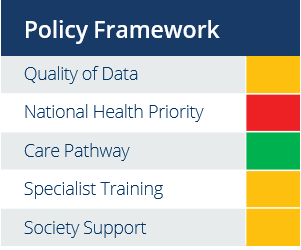 Policy Framework
Quality of Data
National Health Priority
Care Pathway
Specialist Training
Society Support